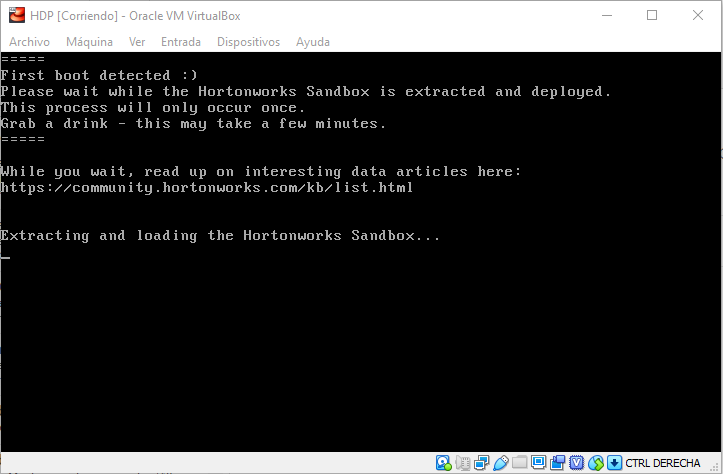 HDP [Corriendo] - Oracle VM VirtualBox
Archivo Máquina Ver Entrada Dispositivos Ayuda
=====
First boot detected :)
Please wait while the Hortonworks Sandbox is extracted and deployed.
This process will only occur once.
Grab a drink - this may take a few minutes.
=====
While you wait, read up on interesting data articles here:
https://community.hortonworks.com/kb/list.html
Extracting and loading the Hortonworks Sandbox...
CTRL DERECHA